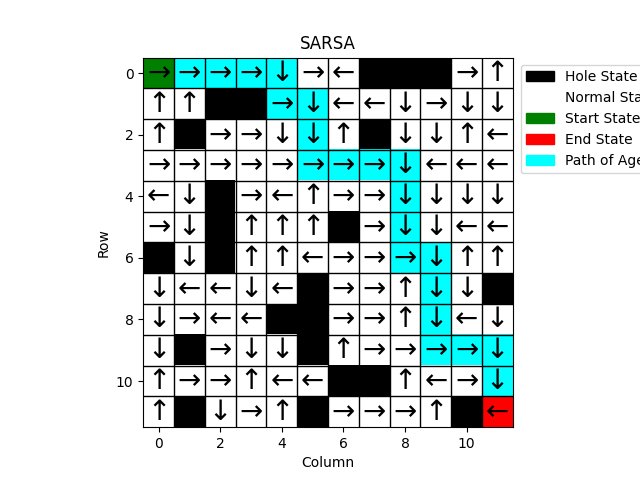 SARSA
Hole State
Normal Sta
Start State
End State
Path of Age
0
2
4
6
8
10
Row
0 2 4 6 8 10
Column